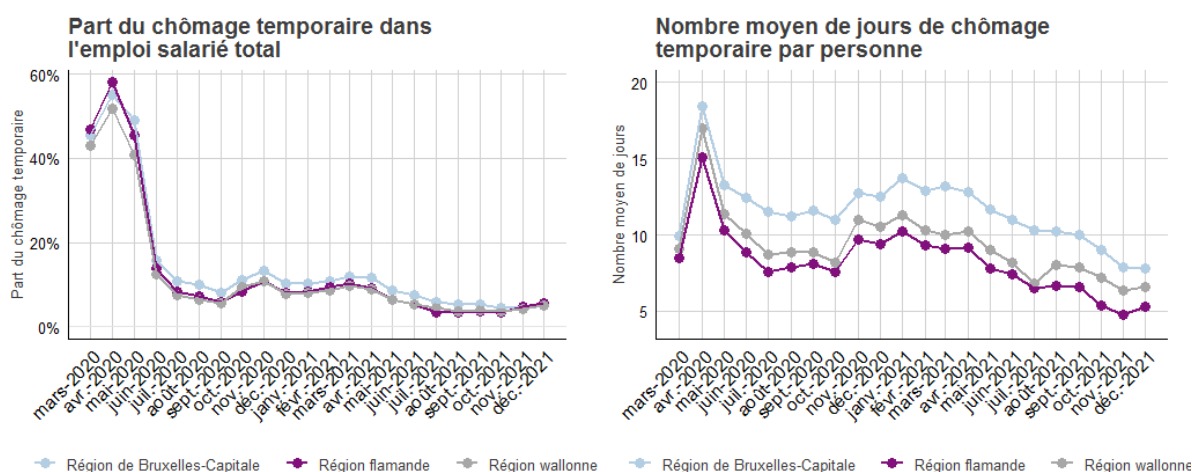 Part du chômage temporaire dans
l'emploi salarié total
Part du chômage temporaire
60%
40%
20%
0%
mars-2020
avr.-2020
mai-2020
juin-2020
juil.-2020
août-2020
sept.-2020
oct.-2020
nov.-2020
déc.-2020
janv.-2021
févr.-2021
mars-2021
avr.-2021
mai-2021
juin-2021
juil.-2021
août-2021
sept.-2021
oct.-2021
nov.-2021
déc.-2021
Région de Bruxelles-Capitale Région flamande Région wallonne
Nombre moyen de jours de chômage
temporaire par personne
Nombre moyen de jours
20
15
10
5
mars-2020
avr.-2020
mai-2020
juin-2020
juil.-2020
août-2020
sept.-2020
oct.-2020
nov.-2020
déc.-2020
janv.-2021
févr.-2021
mars-2021
avr.-2021
mai-2021
juin-2021
juil.-2021
août-2021
sept.-2021
oct.-2021
nov.-2021
déc.-2021
Région de Bruxelles-Capitale Région flamande Région wallonne